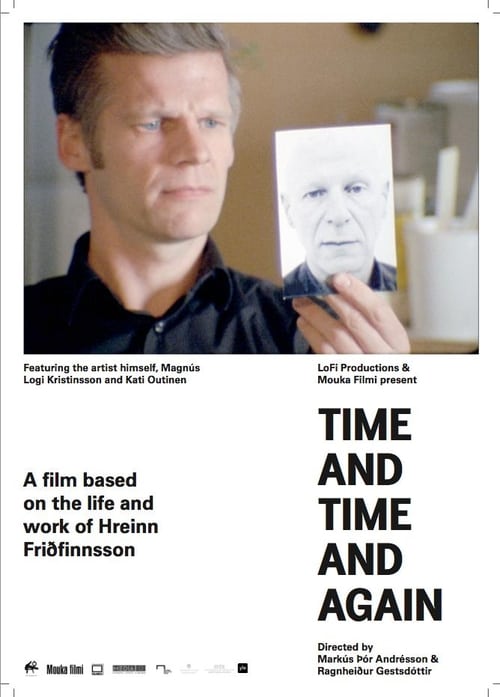 Featuring the artist himself, Magnús
Logi Kristinsson and Kati Outinen
LoFi Productions &
Mouka Filmi present
TIME
AND
TIME
AND
AGAIN
A film based
on the life and
work of Hreinn
Friðfinnsson
Directed by
Markús Þór Andrésson &
Ragnheiður Gestsdóttir
Mouka filmi